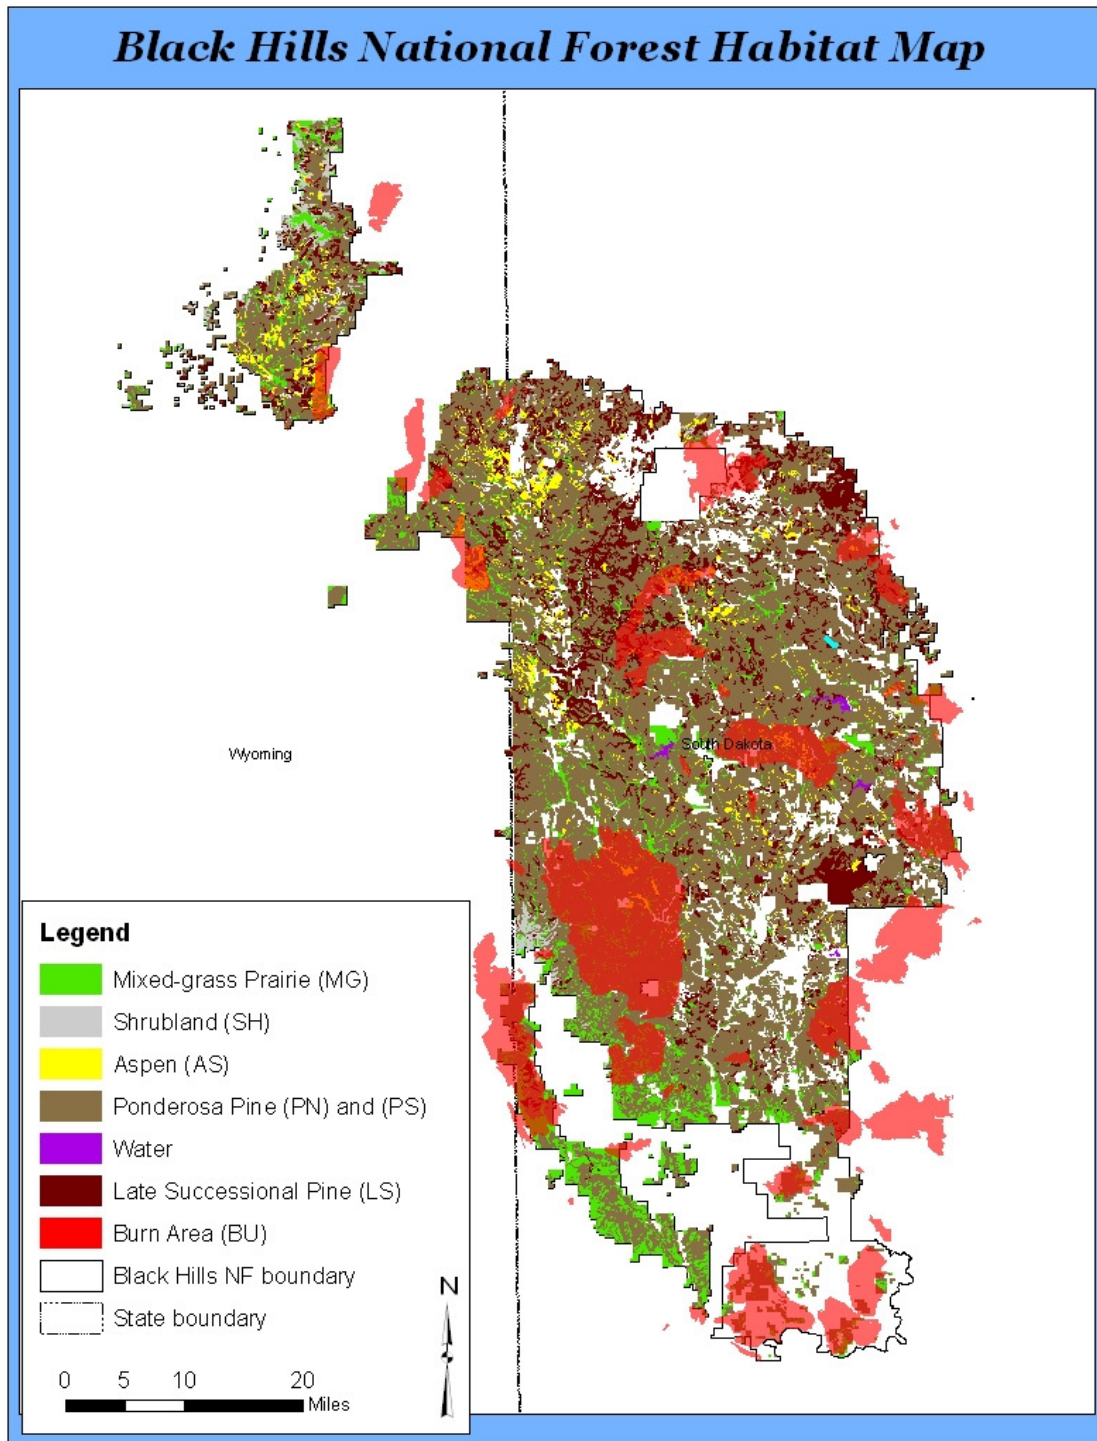 Black Hills National Forest Habitat Map
Wyoming
South Dakota
Legend
Mixed-grass Prairie (MG)
Shrubland (SH)
Aspen (AS)
Ponderosa Pine (PN) and (PS)
Water
Late Successional Pine (LS)
Burn Area (BU)
Black Hills NF boundary
State boundary
N
0 5 10 20
Miles